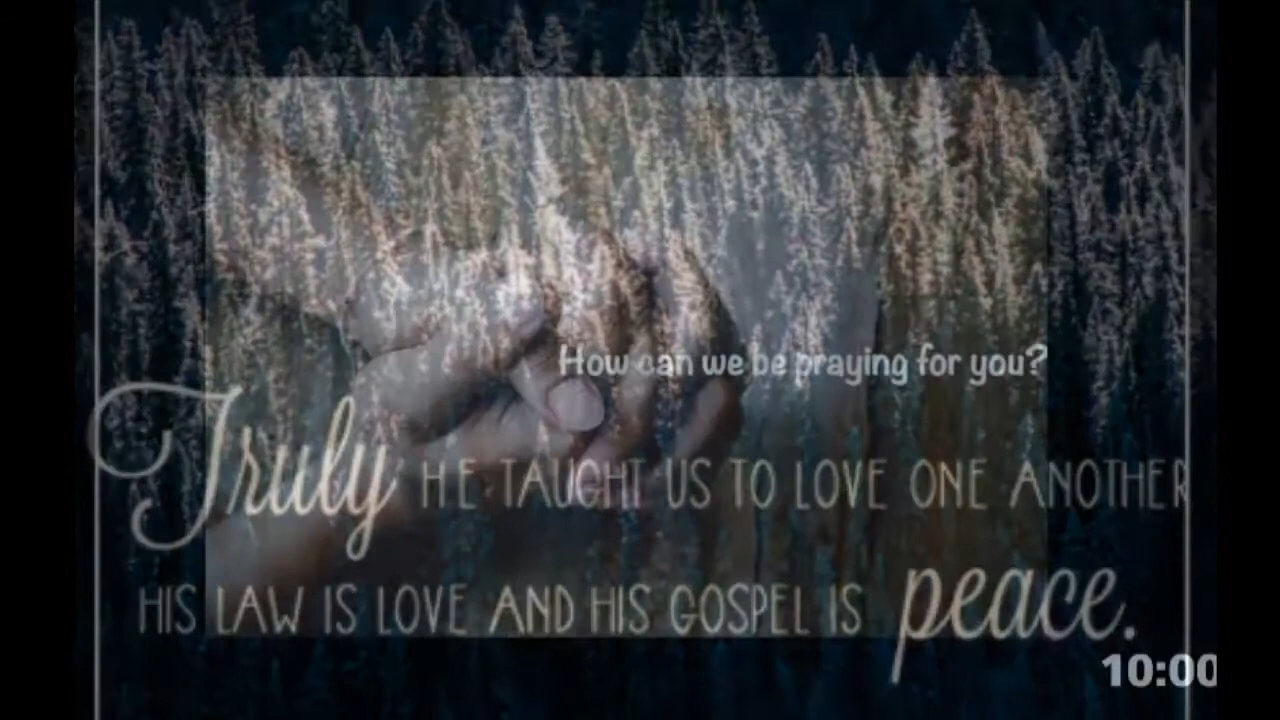 How can we be praying for you?
Truly HE TAUGHT US TO LOVE ONE ANOTHER
HIS LAW IS LOVE AND HIS GOSPEL IS peace.
10:00